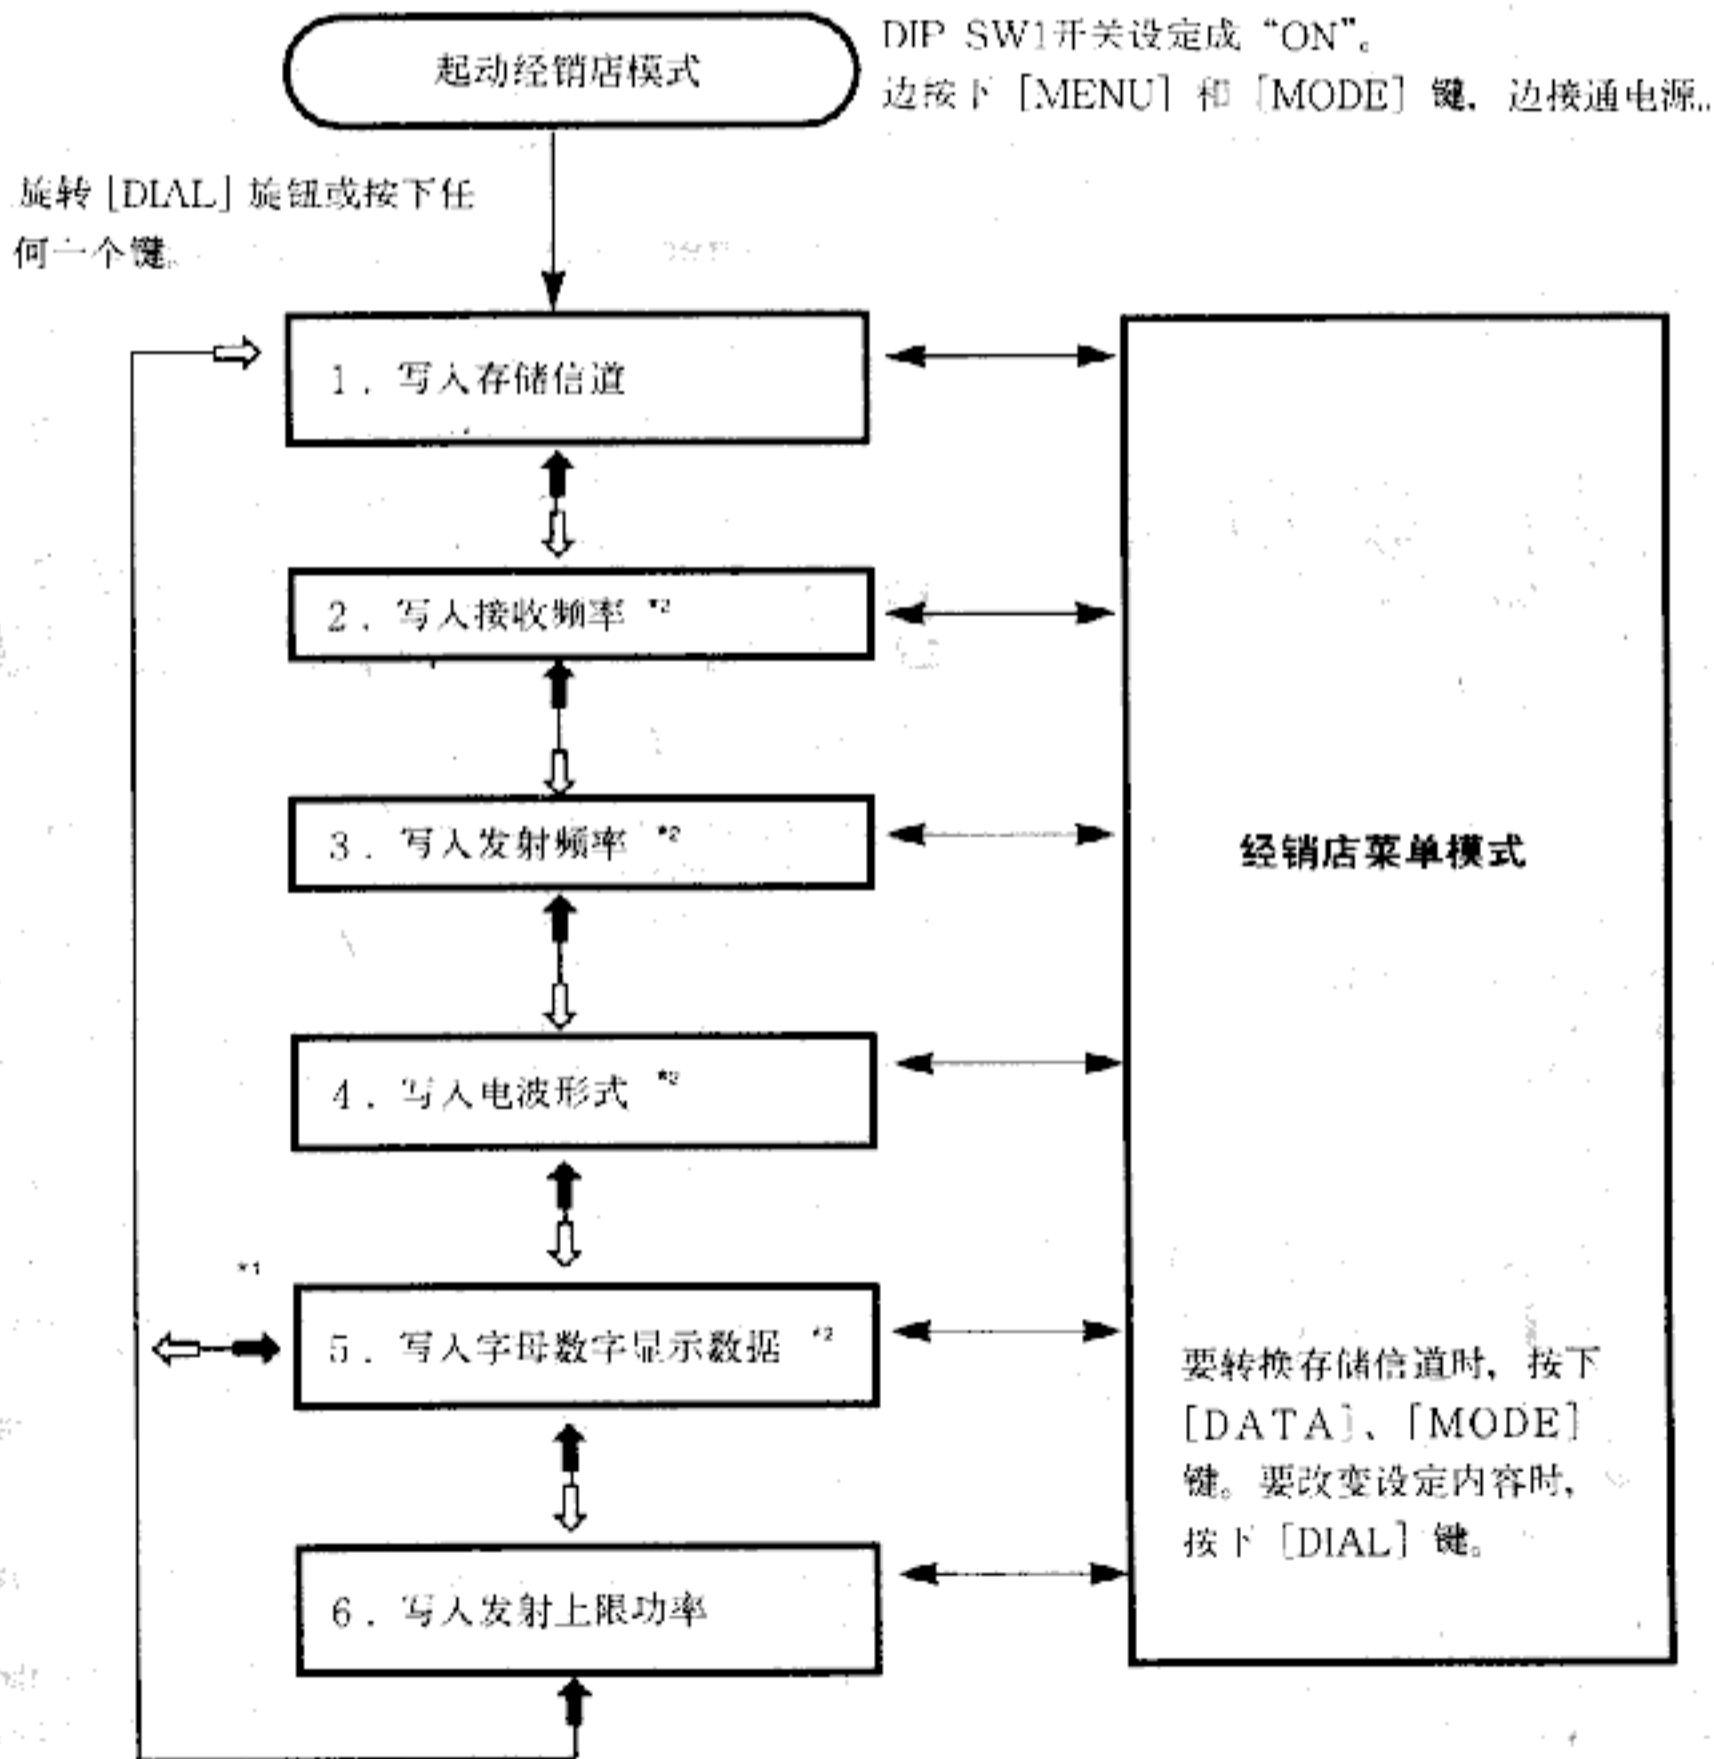 起动经销店模式
DIP SW1开关设定成“ON”。
边按下[MENU]和[MODE]键，边接通电源。
旋转[DIAL]旋钮或按下任
何一个键。
1．写入存储信道
2．写入接收频率 *2
3．写入发射频率 *2
4．写入电波形式 *2
*1
5．写入字母数字显示数据 *2
6．写入发射上限功率
经销店菜单模式
要转换存储信道时，按下
[DATA]、[MODE]
键。要改变设定内容时，
按下[DIAL]键。